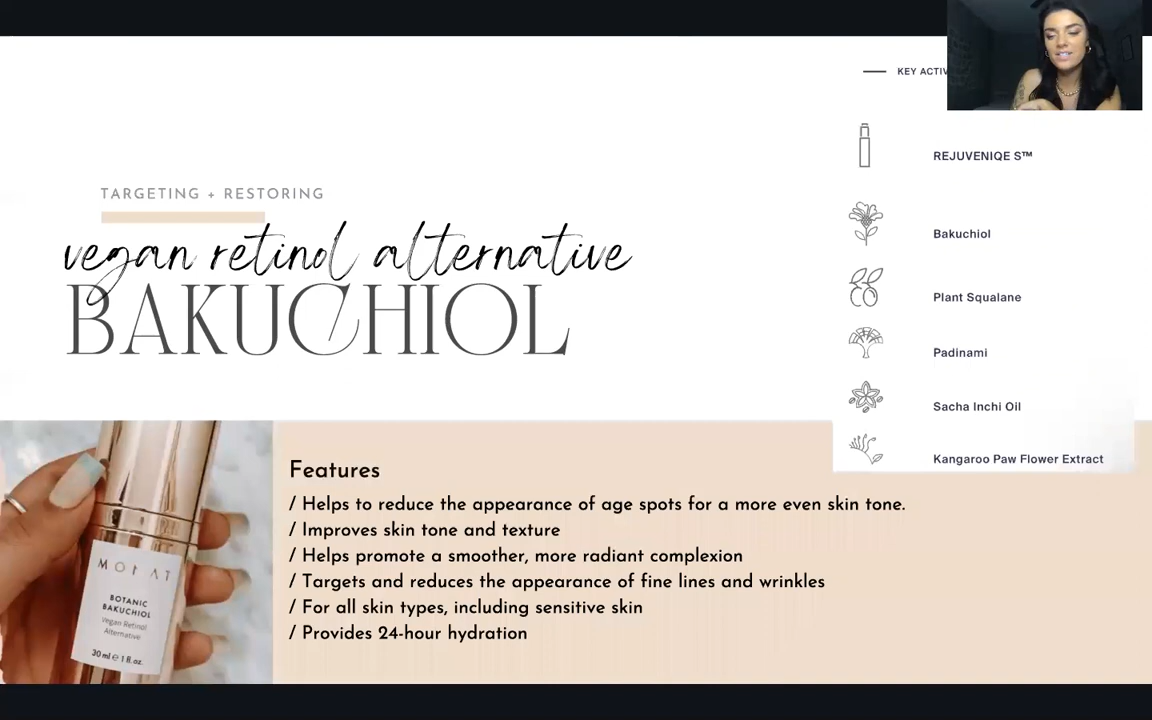 KEY ACTIV
TARGETING + RESTORING
vegan retinol alternative
BAKUCHIOL
REJUVENIQE S™
Bakuchiol
Plant Squalane
Padinami
Sacha Inchi Oil
Kangaroo Paw Flower Extract
Features
/ Helps to reduce the appearance of age spots for a more even skin tone.
/ Improves skin tone and texture
/ Helps promote a smoother, more radiant complexion
/ Targets and reduces the appearance of fine lines and wrinkles
/ For all skin types, including sensitive skin
/ Provides 24-hour hydration
MONAT
BOTANIC
BAKUCHIOL
Vegan Retinol
Alternative
30 ml ℮ 1 fl. oz.